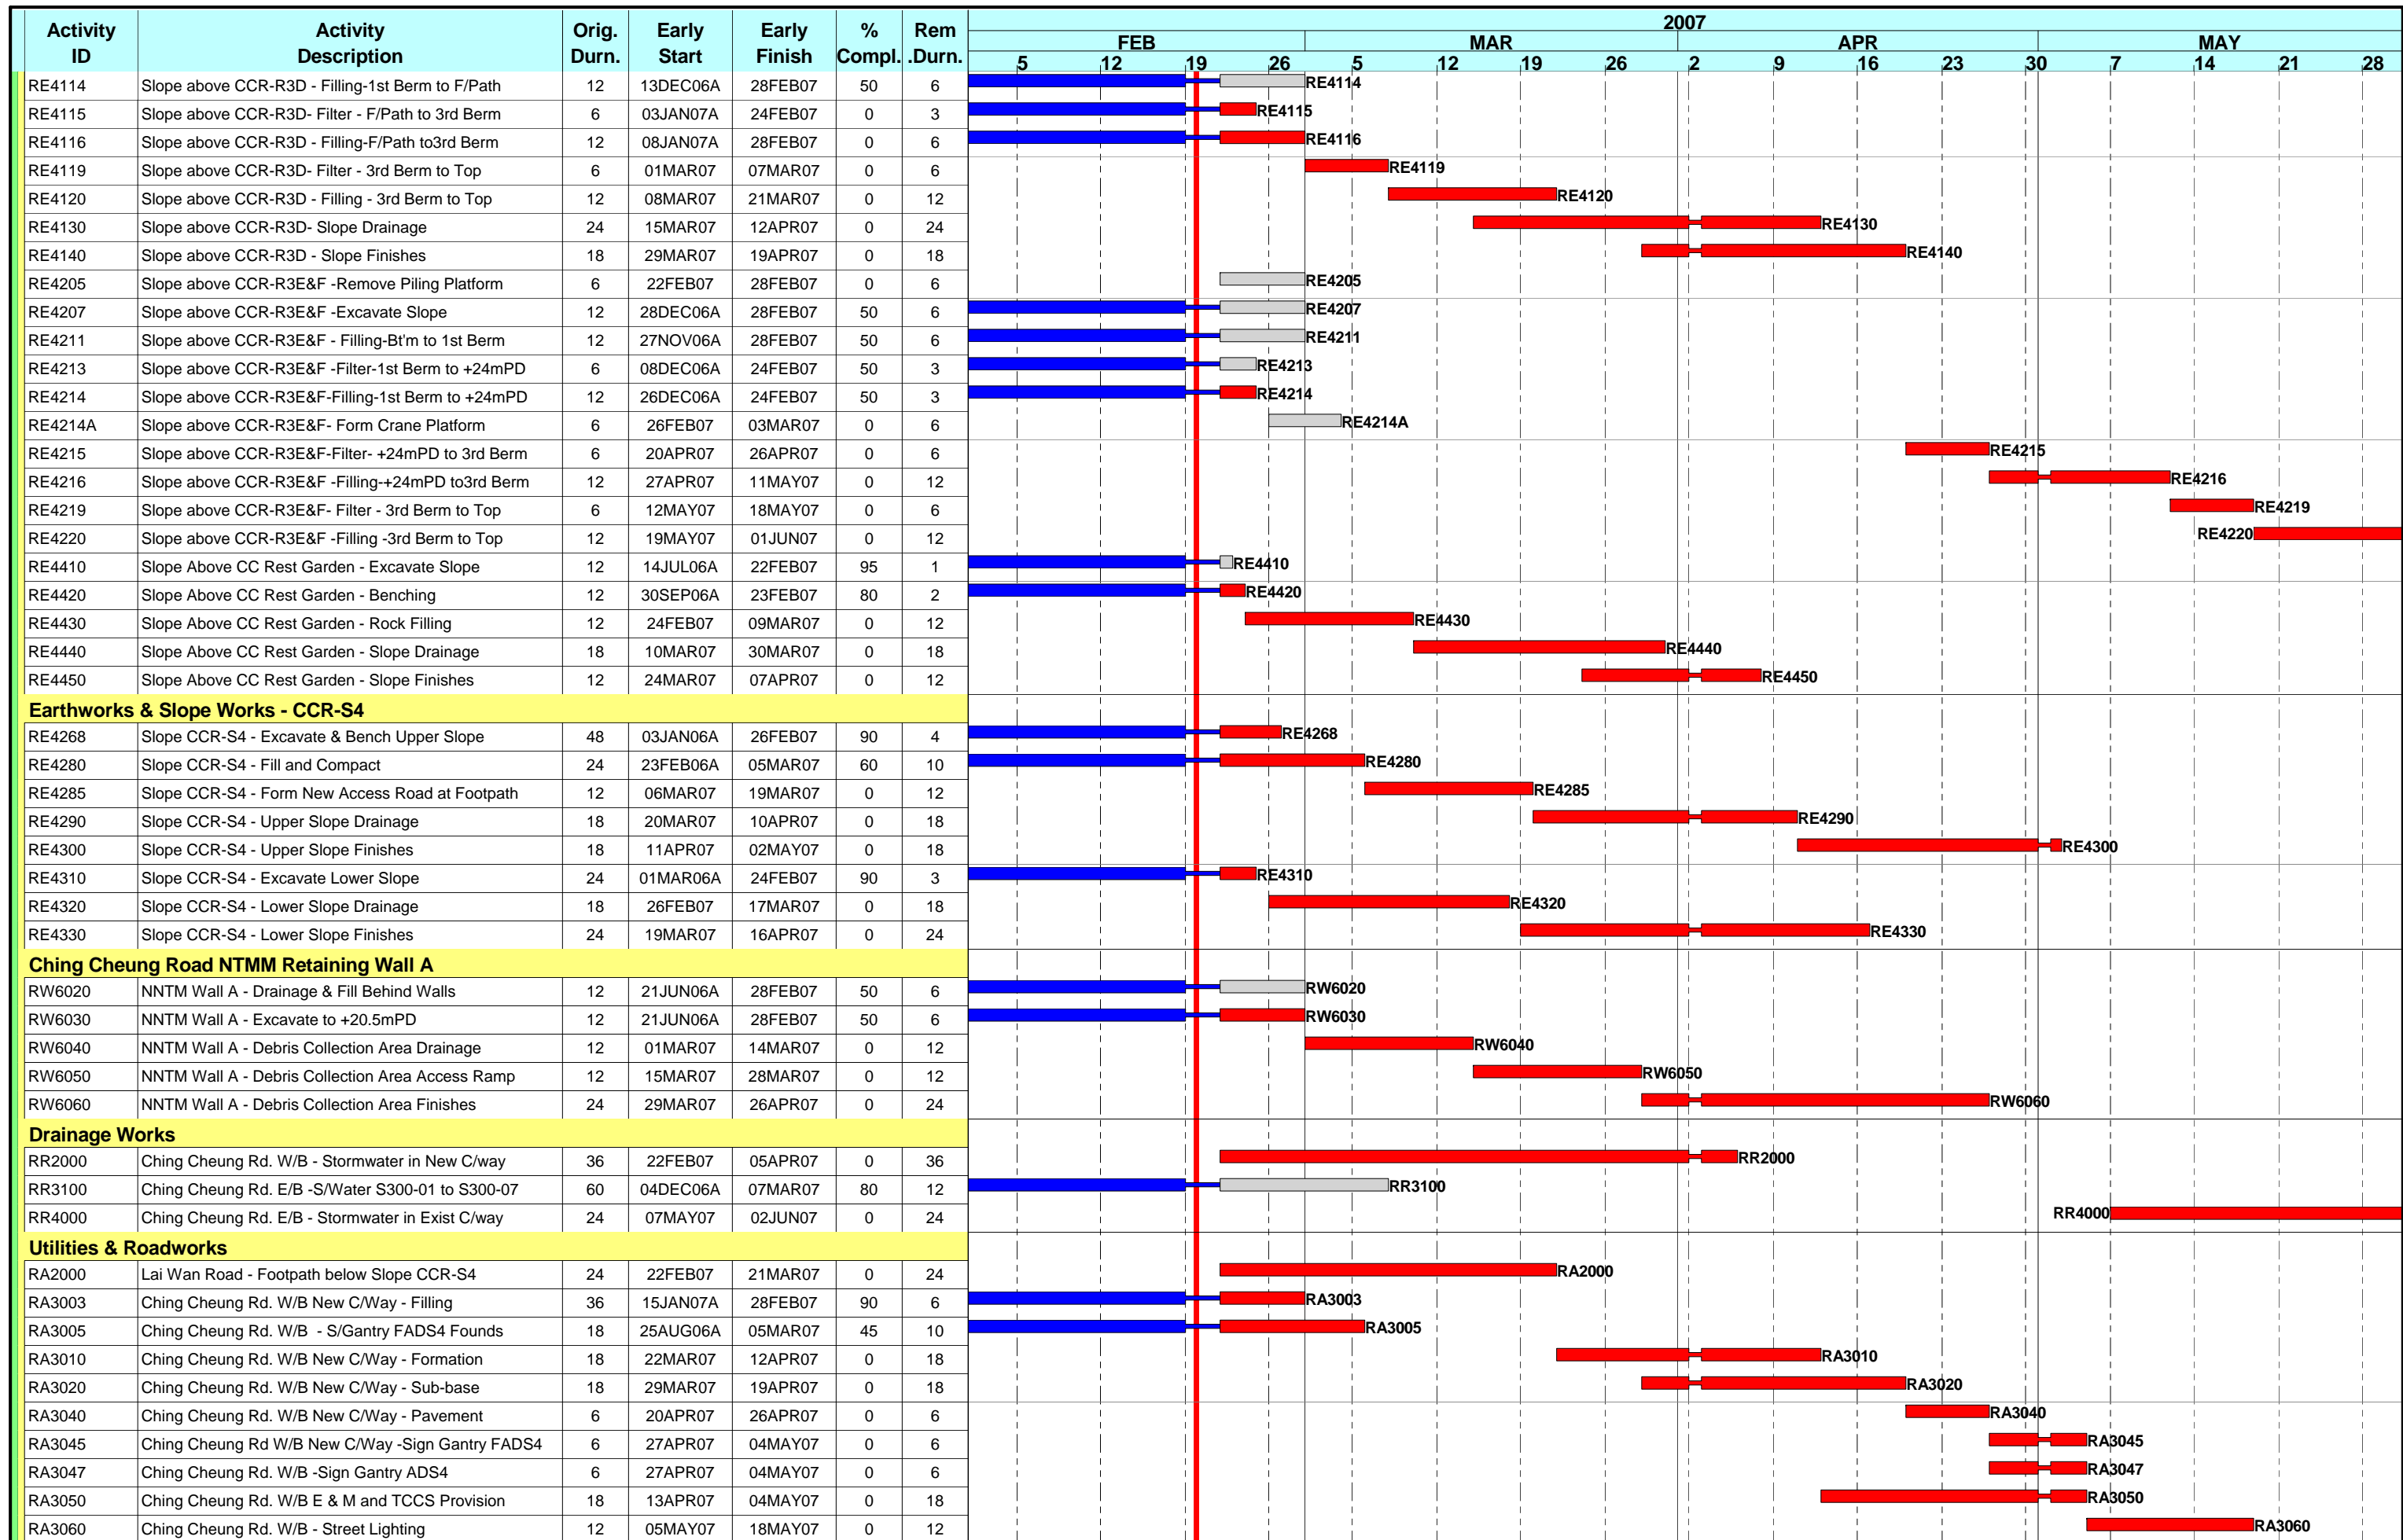 2007
Activity ID Activity Description Orig. Durn. Early Start Early Finish % Compl. Rem .Durn. FEB MAR APR MAY
5 12 19 26 5 12 19 26 2 9 16 23 30 7 14 21 28
RE4114 Slope above CCR-R3D - Filling-1st Berm to F/Path 12 13DEC06A 28FEB07 50 6 RE4114
RE4115 Slope above CCR-R3D- Filter - F/Path to 3rd Berm 6 03JAN07A 24FEB07 0 3 RE4115
RE4116 Slope above CCR-R3D - Filling-F/Path to3rd Berm 12 08JAN07A 28FEB07 0 6 RE4116
RE4119 Slope above CCR-R3D- Filter - 3rd Berm to Top 6 01MAR07 07MAR07 0 6 RE4119
RE4120 Slope above CCR-R3D - Filling - 3rd Berm to Top 12 08MAR07 21MAR07 0 12 RE4120
RE4130 Slope above CCR-R3D- Slope Drainage 24 15MAR07 12APR07 0 24 RE4130
RE4140 Slope above CCR-R3D - Slope Finishes 18 29MAR07 19APR07 0 18 RE4140
RE4205 Slope above CCR-R3E&F -Remove Piling Platform 6 22FEB07 28FEB07 0 6 RE4205
RE4207 Slope above CCR-R3E&F -Excavate Slope 12 28DEC06A 28FEB07 50 6 RE4207
RE4211 Slope above CCR-R3E&F - Filling-Bt'm to 1st Berm 12 27NOV06A 28FEB07 50 6 RE4211
RE4213 Slope above CCR-R3E&F -Filter-1st Berm to +24mPD 6 08DEC06A 24FEB07 50 3 RE4213
RE4214 Slope above CCR-R3E&F-Filling-1st Berm to +24mPD 12 26DEC06A 24FEB07 50 3 RE4214
RE4214A Slope above CCR-R3E&F- Form Crane Platform 6 26FEB07 03MAR07 0 6 RE4214A
RE4215 Slope above CCR-R3E&F-Filter- +24mPD to 3rd Berm 6 20APR07 26APR07 0 6 RE4215
RE4216 Slope above CCR-R3E&F -Filling-+24mPD to3rd Berm 12 27APR07 11MAY07 0 12 RE4216
RE4219 Slope above CCR-R3E&F- Filter - 3rd Berm to Top 6 12MAY07 18MAY07 0 6 RE4219
RE4220 Slope above CCR-R3E&F -Filling -3rd Berm to Top 12 19MAY07 01JUN07 0 12 RE4220
RE4410 Slope Above CC Rest Garden - Excavate Slope 12 14JUL06A 22FEB07 95 1 RE4410
RE4420 Slope Above CC Rest Garden - Benching 12 30SEP06A 23FEB07 80 2 RE4420
RE4430 Slope Above CC Rest Garden - Rock Filling 12 24FEB07 09MAR07 0 12 RE4430
RE4440 Slope Above CC Rest Garden - Slope Drainage 18 10MAR07 30MAR07 0 18 RE4440
RE4450 Slope Above CC Rest Garden - Slope Finishes 12 24MAR07 07APR07 0 12 RE4450
Earthworks & Slope Works - CCR-S4
RE4268 Slope CCR-S4 - Excavate & Bench Upper Slope 48 03JAN06A 26FEB07 90 4 RE4268
RE4280 Slope CCR-S4 - Fill and Compact 24 23FEB06A 05MAR07 60 10 RE4280
RE4285 Slope CCR-S4 - Form New Access Road at Footpath 12 06MAR07 19MAR07 0 12 RE4285
RE4290 Slope CCR-S4 - Upper Slope Drainage 18 20MAR07 10APR07 0 18 RE4290
RE4300 Slope CCR-S4 - Upper Slope Finishes 18 11APR07 02MAY07 0 18 RE4300
RE4310 Slope CCR-S4 - Excavate Lower Slope 24 01MAR06A 24FEB07 90 3 RE4310
RE4320 Slope CCR-S4 - Lower Slope Drainage 18 26FEB07 17MAR07 0 18 RE4320
RE4330 Slope CCR-S4 - Lower Slope Finishes 24 19MAR07 16APR07 0 24 RE4330
Ching Cheung Road NTMM Retaining Wall A
RW6020 NNTM Wall A - Drainage & Fill Behind Walls 12 21JUN06A 28FEB07 50 6 RW6020
RW6030 NNTM Wall A - Excavate to +20.5mPD 12 21JUN06A 28FEB07 50 6 RW6030
RW6040 NNTM Wall A - Debris Collection Area Drainage 12 01MAR07 14MAR07 0 12 RW6040
RW6050 NNTM Wall A - Debris Collection Area Access Ramp 12 15MAR07 28MAR07 0 12 RW6050
RW6060 NNTM Wall A - Debris Collection Area Finishes 24 29MAR07 26APR07 0 24 RW6060
Drainage Works
RR2000 Ching Cheung Rd. W/B - Stormwater in New C/way 36 22FEB07 05APR07 0 36 RR2000
RR3100 Ching Cheung Rd. E/B -S/Water S300-01 to S300-07 60 04DEC06A 07MAR07 80 12 RR3100
RR4000 Ching Cheung Rd. E/B - Stormwater in Exist C/way 24 07MAY07 02JUN07 0 24 RR4000
Utilities & Roadworks
RA2000 Lai Wan Road - Footpath below Slope CCR-S4 24 22FEB07 21MAR07 0 24 RA2000
RA3003 Ching Cheung Rd. W/B New C/Way - Filling 36 15JAN07A 28FEB07 90 6 RA3003
RA3005 Ching Cheung Rd. W/B - S/Gantry FADS4 Founds 18 25AUG06A 05MAR07 45 10 RA3005
RA3010 Ching Cheung Rd. W/B New C/Way - Formation 18 22MAR07 12APR07 0 18 RA3010
RA3020 Ching Cheung Rd. W/B New C/Way - Sub-base 18 29MAR07 19APR07 0 18 RA3020
RA3040 Ching Cheung Rd. W/B New C/Way - Pavement 6 20APR07 26APR07 0 6 RA3040
RA3045 Ching Cheung Rd W/B New C/Way -Sign Gantry FADS4 6 27APR07 04MAY07 0 6 RA3045
RA3047 Ching Cheung Rd. W/B -Sign Gantry ADS4 6 27APR07 04MAY07 0 6 RA3047
RA3050 Ching Cheung Rd. W/B E & M and TCCS Provision 18 13APR07 04MAY07 0 18 RA3050
RA3060 Ching Cheung Rd. W/B - Street Lighting 12 05MAY07 18MAY07 0 12 RA3060